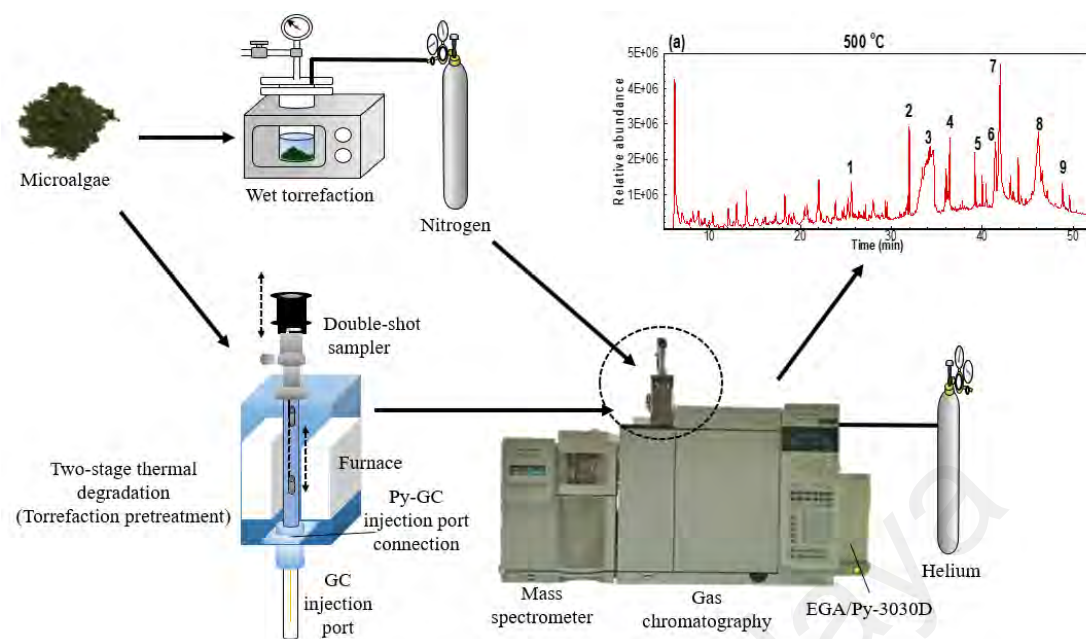 (a)
500 °C
5E+06
4E+06
3E+06
2E+06
1E+06
Relative abundance
1
2
3
4
5
6
7
8
9
10
20
30
40
50
Time (min)
Microalgae
Wet torrefaction
Nitrogen
Double-shot
sampler
Two-stage thermal
degradation
(Torrefaction pretreatment)
Furnace
Py-GC
injection port
connection
GC
injection
port
Mass
spectrometer
Gas
chromatography
EGA/Py-3030D
Helium
aya